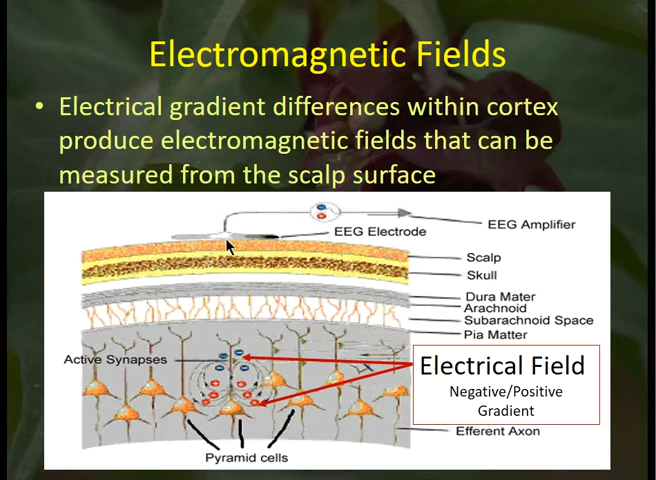 Electromagnetic Fields
• Electrical gradient differences within cortex
produce electromagnetic fields that can be
measured from the scalp surface
EEG Amplifier
EEG Electrode
Scalp
Skull
Dura Mater
Arachnoid
Subarachnoid Space
Pia Matter
Active Synapses
Electrical Field
Negative/Positive
Gradient
Efferent Axon
Pyramid cells